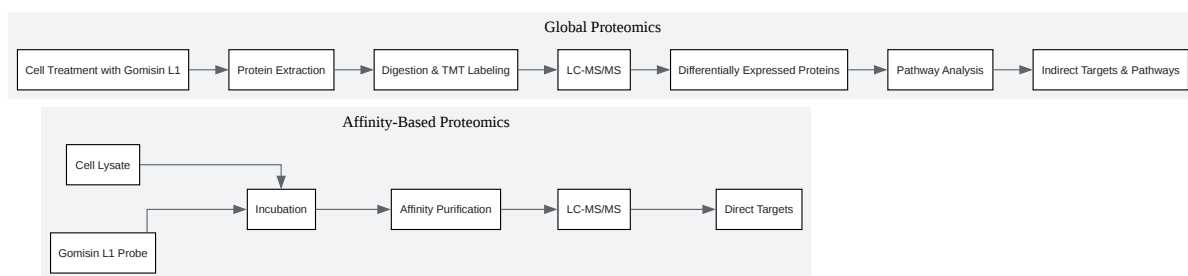 Global Proteomics
Cell Treatment with Gomisin L1
Protein Extraction
Digestion & TMT Labeling
LC-MS/MS
Differentially Expressed Proteins
Pathway Analysis
Indirect Targets & Pathways
Affinity-Based Proteomics
Cell Lysate
Gomisin L1 Probe
Incubation
Affinity Purification
LC-MS/MS
Direct Targets